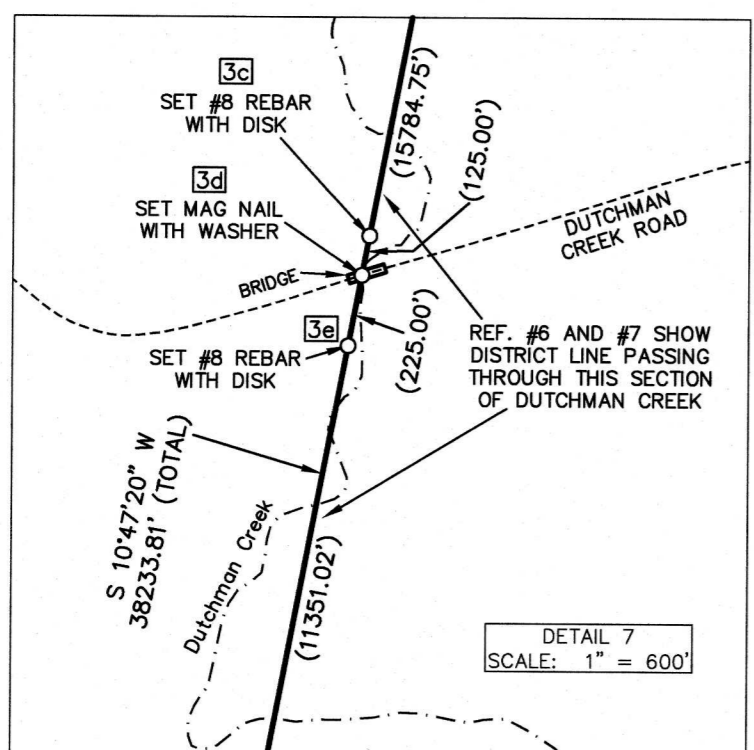 3c
SET #8 REBAR
WITH DISK
(15784.75')
(125.00')
3d
SET MAG NAIL
WITH WASHER
DUTCHMAN
CREEK ROAD
BRIDGE
3e
SET #8 REBAR
WITH DISK
(225.00')
REF. #6 AND #7 SHOW
DISTRICT LINE PASSING
THROUGH THIS SECTION
OF DUTCHMAN CREEK
S 10°47'20" W
38233.81' (TOTAL)
Dutchman Creek
(11351.02')
DETAIL 7
SCALE: 1" = 600'